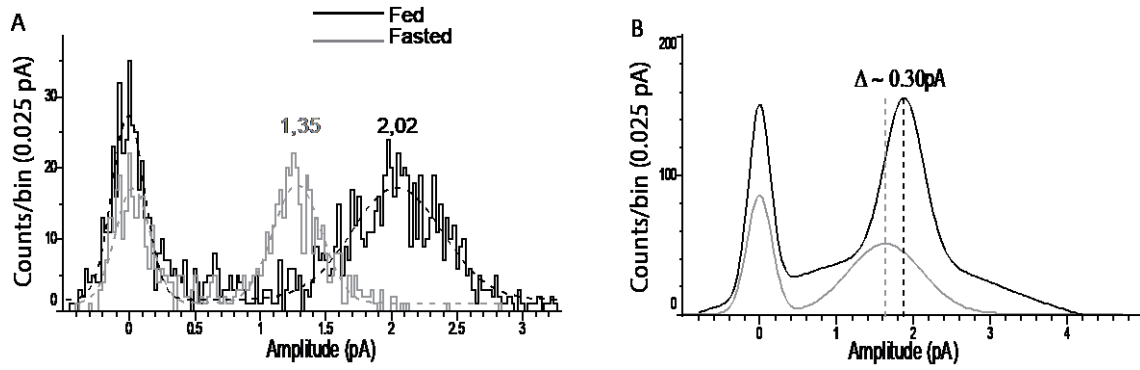 A
Fed
Fasted
Counts/bin (0.025 pA)
30
20
10
0
1,35
2,02
0
0.5
1
1.5
2
2.5
3
Amplitude (pA)
B
Counts/bin (0.025 pA)
200
100
0
Δ ~ 0.30pA
0
1
2
3
4
Amplitude (pA)